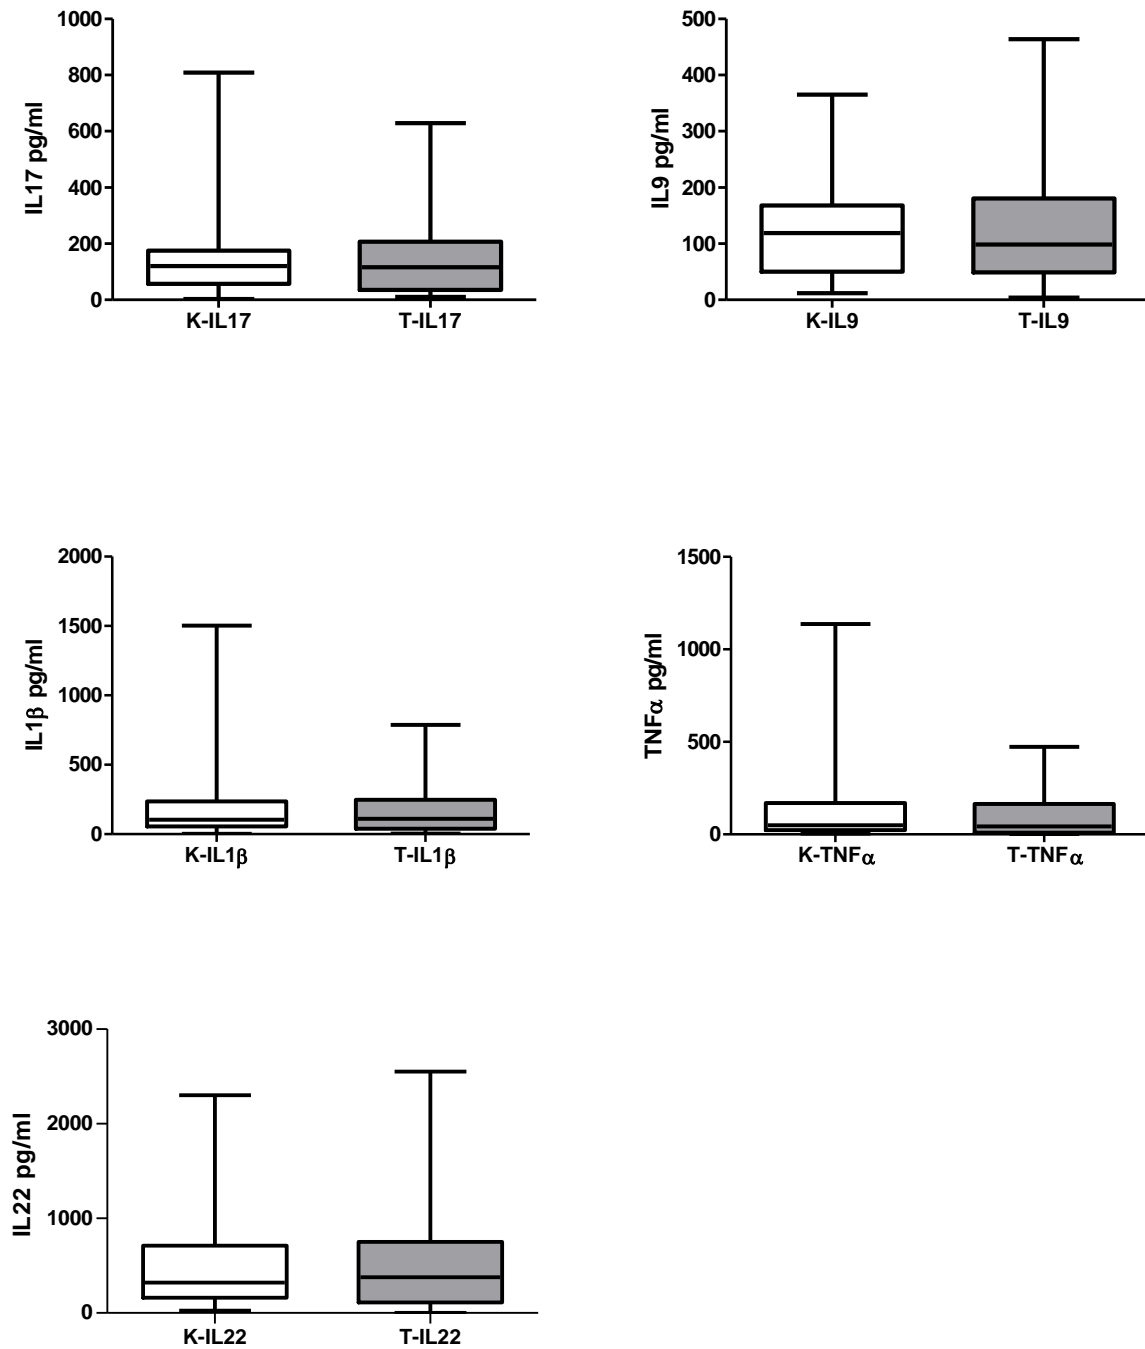 1000
800
600
400
200
0
IL17 pg/ml
K-IL17 T-IL17
500
400
300
200
100
0
IL9 pg/ml
K-IL9 T-IL9
2000
1500
1000
500
0
IL1β pg/ml
K-IL1β T-IL1β
1500
1000
500
0
TNFα pg/ml
K-TNFα T-TNFα
3000
2000
1000
0
IL22 pg/ml
K-IL22 T-IL22